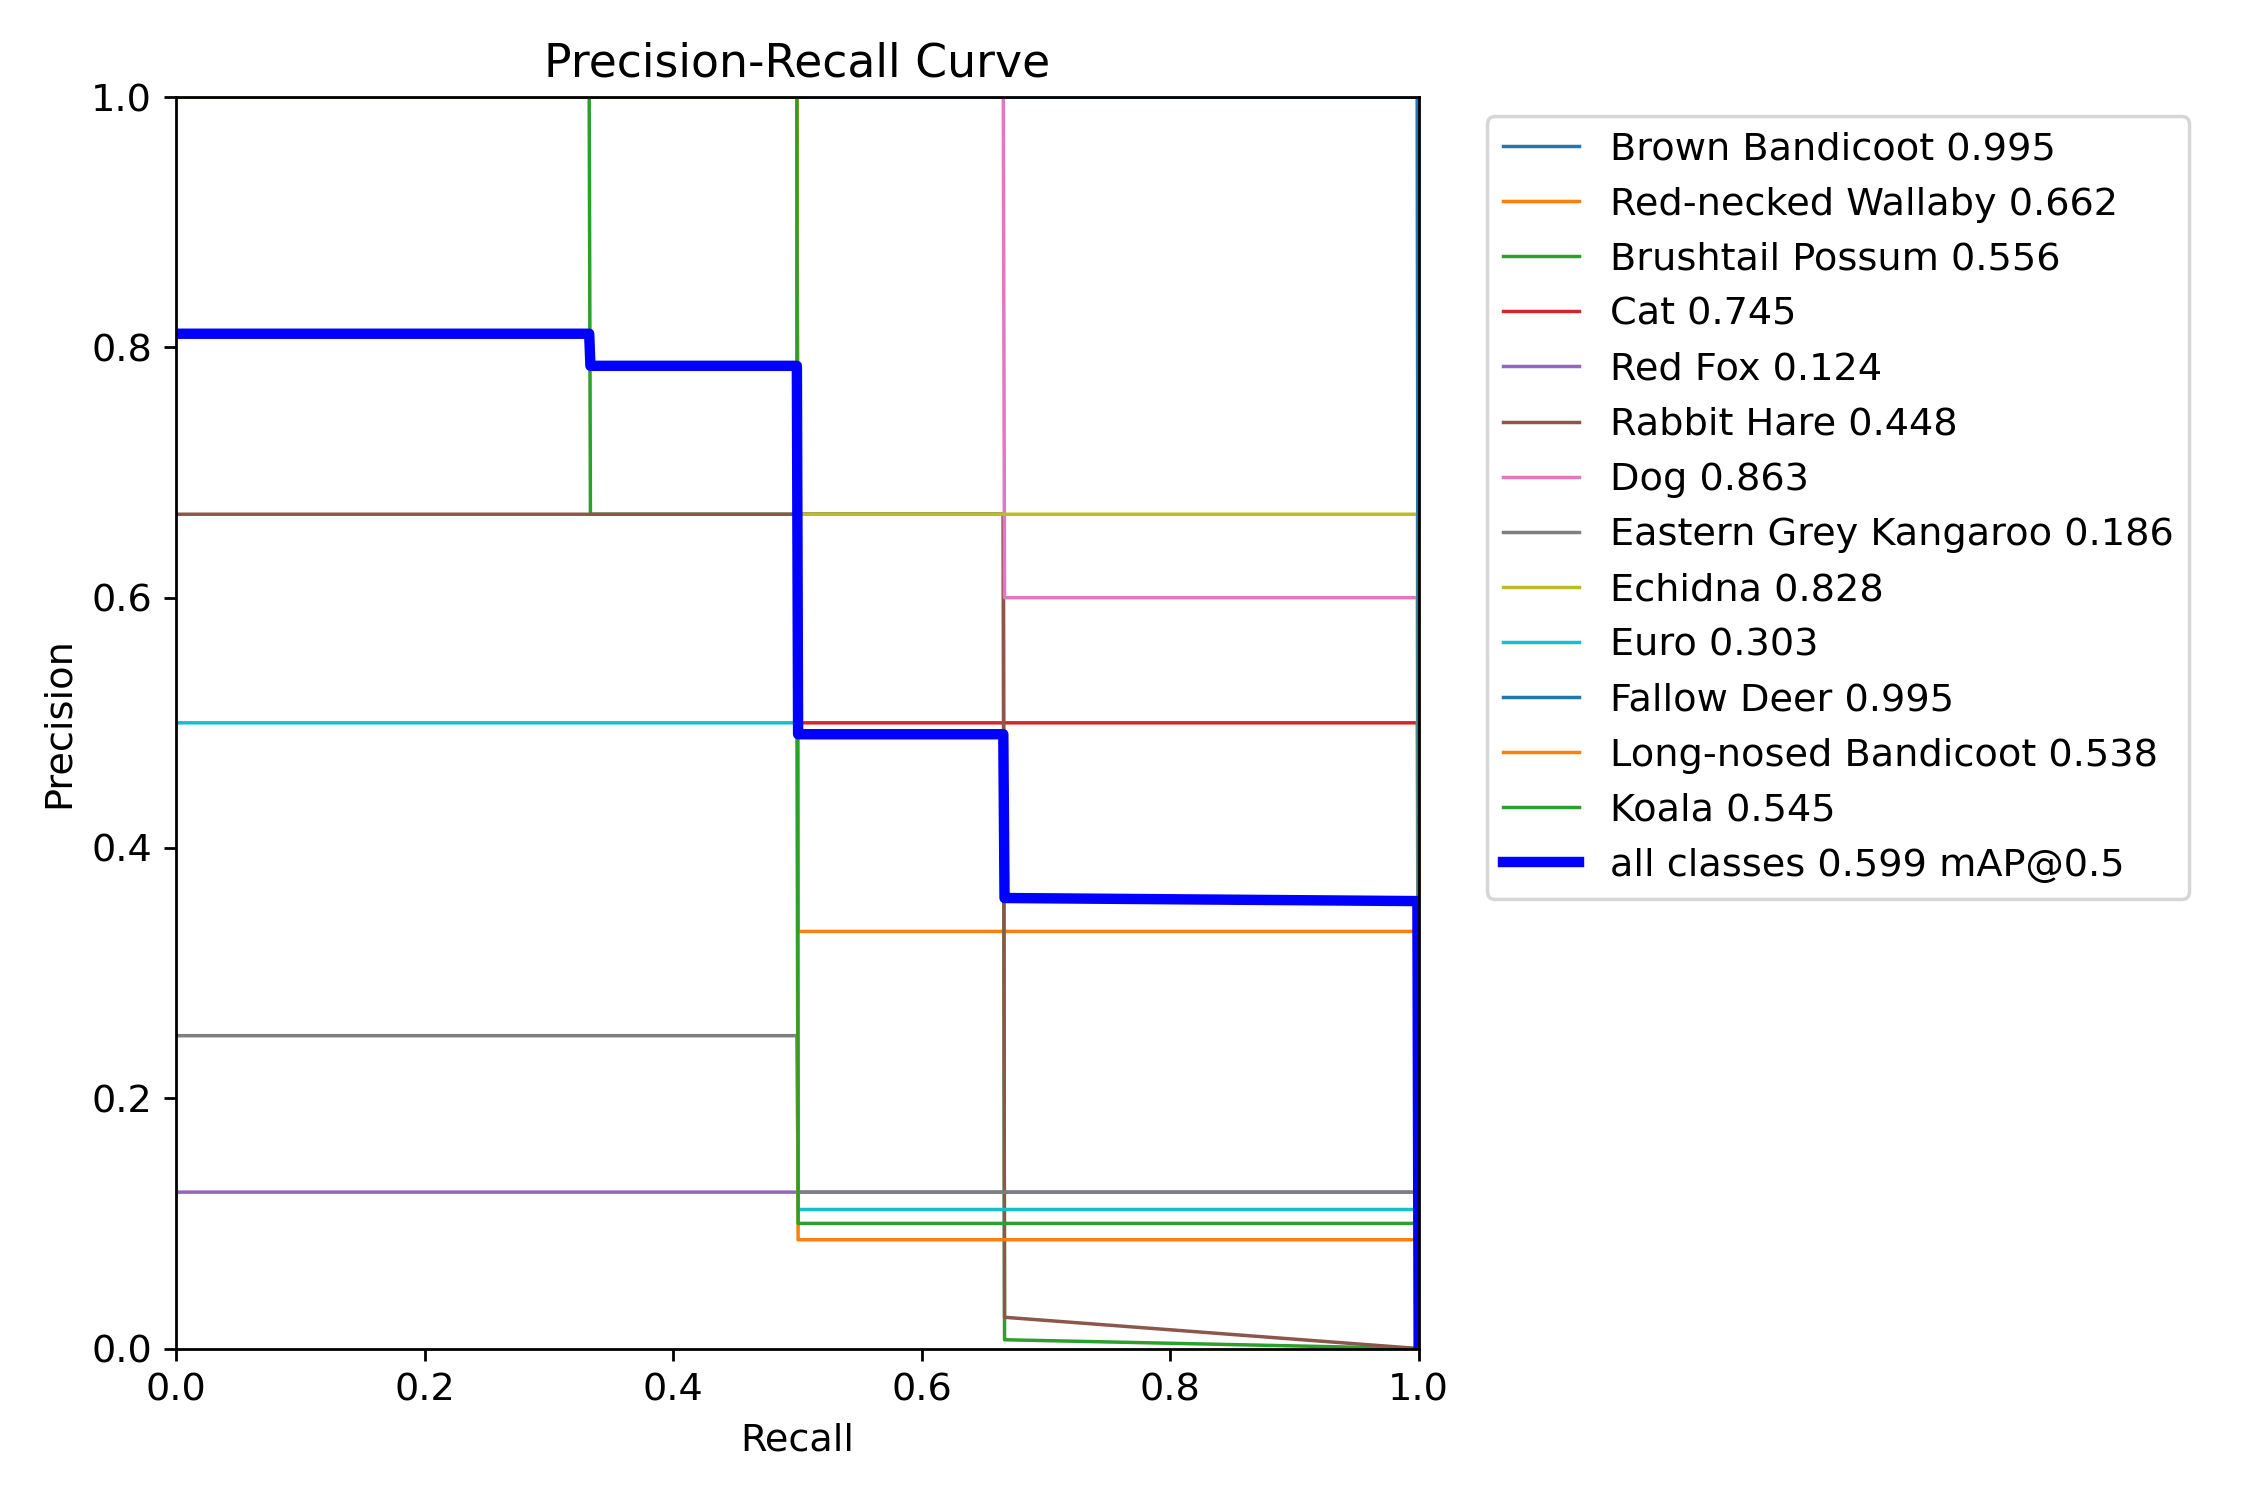 Precision-Recall Curve
1.0
0.8
0.6
0.4
0.2
0.0
Precision
0.0 0.2 0.4 0.6 0.8 1.0
Recall
Brown Bandicoot 0.995
Red-necked Wallaby 0.662
Brushtail Possum 0.556
Cat 0.745
Red Fox 0.124
Rabbit Hare 0.448
Dog 0.863
Eastern Grey Kangaroo 0.186
Echidna 0.828
Euro 0.303
Fallow Deer 0.995
Long-nosed Bandicoot 0.538
Koala 0.545
all classes 0.599 mAP@0.5